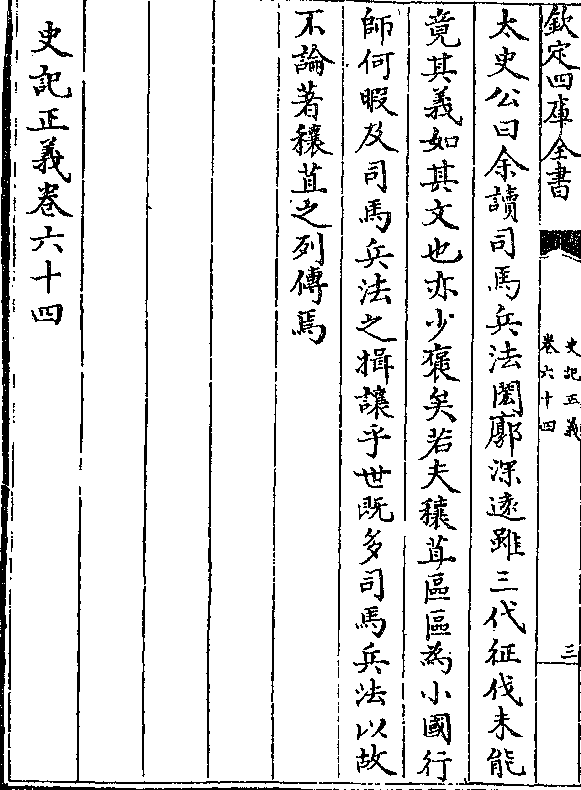 欽定四庫全書
史記正義
卷六十四
三
太史公曰余讀司馬兵法閎廓深逺雖三代征伐未能
竟其義如其文也亦少襃矣若夫穰苴區區為小國行
師何暇及司馬兵法之揖讓乎世既多司馬兵法以故
不論著穰苴之列傳焉
史記正義卷六十四